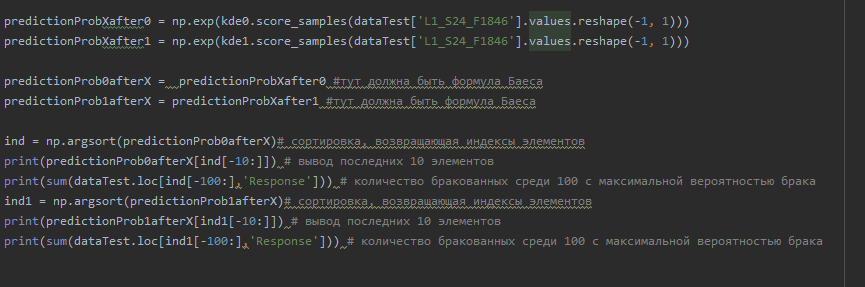 predictionProbXafter0 = np.exp(kde0.score_samples(dataTest['L1_S24_F1846'].values.reshape(-1, 1)))
predictionProbXafter1 = np.exp(kde1.score_samples(dataTest['L1_S24_F1846'].values.reshape(-1, 1)))
predictionProb0afterX =  predictionProbXafter0 #тут должна быть формула Баеса
predictionProb1afterX = predictionProbXafter1 #тут должна быть формула Баеса
ind = np.argsort(predictionProb0afterX)# сортировка, возвращающая индексы элементов
print(predictionProb0afterX[ind[-10:]]) # вывод последних 10 элементов
print(sum(dataTest.loc[ind[-100:],'Response'])) # количество бракованных среди 100 с максимальной вероятностью брака
ind1 = np.argsort(predictionProb1afterX)# сортировка, возвращающая индексы элементов
print(predictionProb1afterX[ind1[-10:]]) # вывод последних 10 элементов
print(sum(dataTest.loc[ind1[-100:],'Response'])) # количество бракованных среди 100 с максимальной вероятностью брака